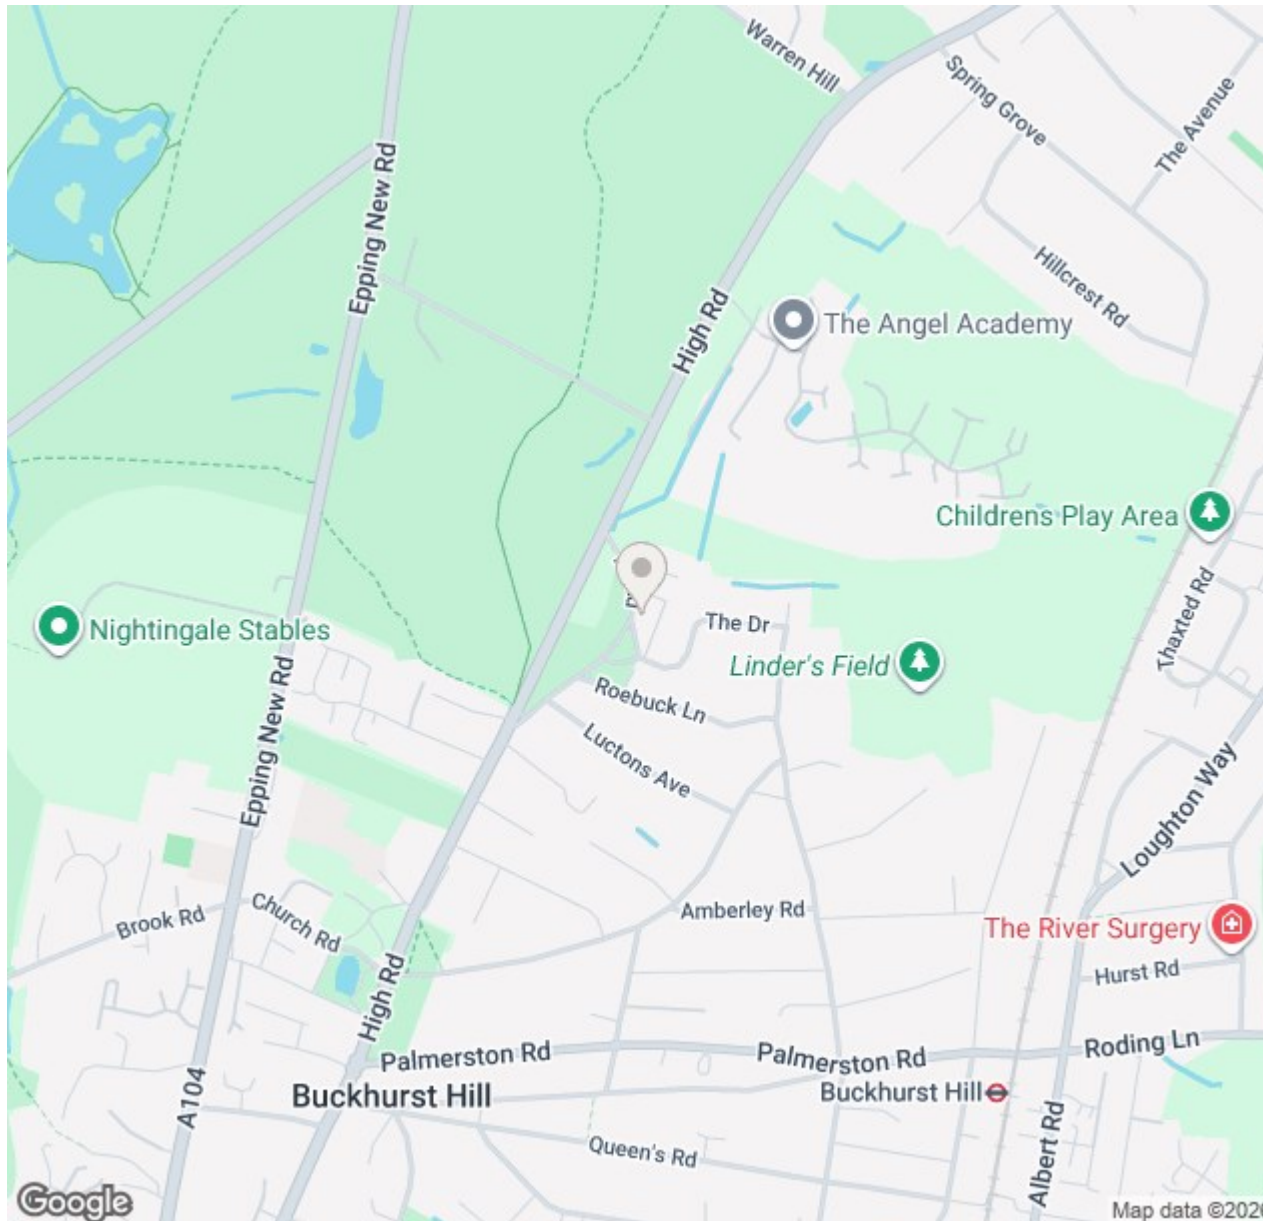 Warren Hill
Spring Grove
The Avenue
Epping New Rd
Hillcrest Rd
High Rd
The Angel Academy
Childrens Play Area
Thaxted Rd
The Dr
Nightingale Stables
Linder's Field
Roebuck Ln
Epping New Rd
Luctons Ave
Loughton Way
Church Rd
Brook Rd
Amberley Rd
The River Surgery
Hurst Rd
High Rd
Palmerston Rd
Palmerston Rd
Roding Ln
Buckhurst Hill
Buckhurst Hill
A104
Queen's Rd
Albert Rd
Google
Map data ©202